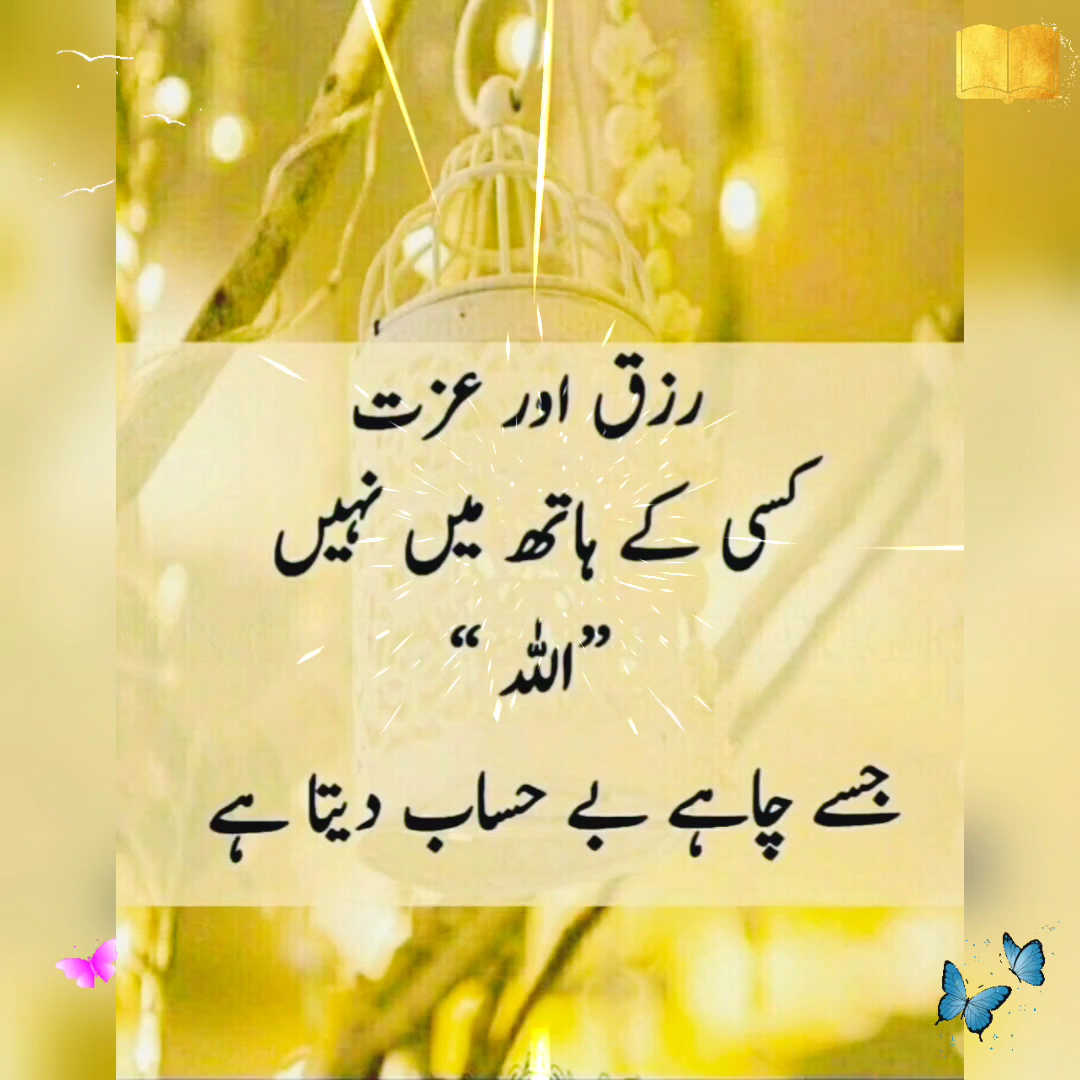 رزق اور عزت
کسی کے ہاتھ میں نہیں
”اللہ“
جسے چاہے بے حساب دیتا ہے